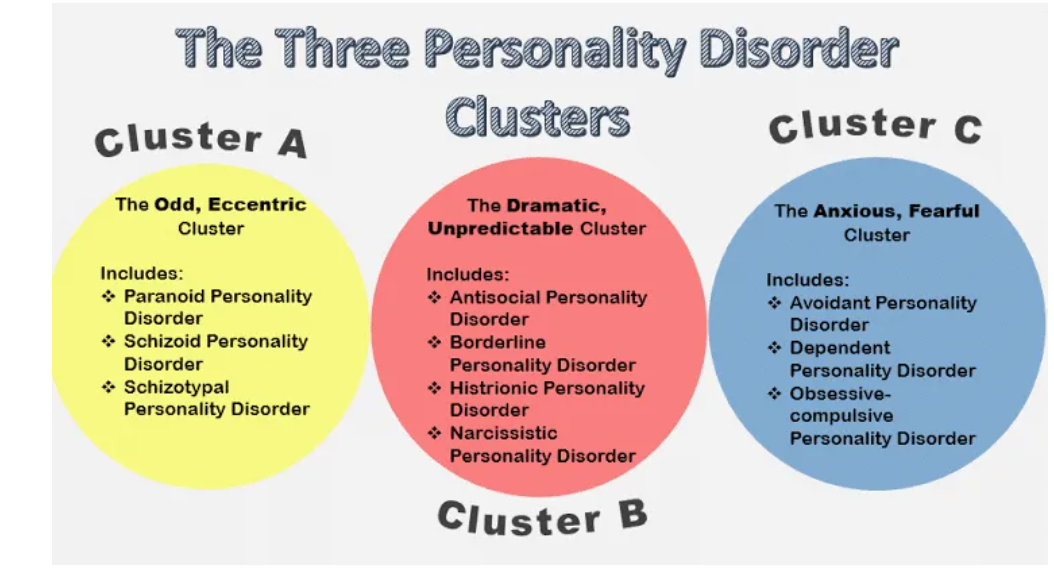 The Three Personality Disorder
Clusters
Cluster A
The Odd, Eccentric
Cluster
Includes:
❖ Paranoid Personality
Disorder
❖ Schizoid Personality
Disorder
❖ Schizotypal
Personality Disorder
The Dramatic,
Unpredictable Cluster
Includes:
❖ Antisocial Personality
Disorder
❖ Borderline
Personality Disorder
❖ Histrionic Personality
Disorder
❖ Narcissistic
Personality Disorder
Cluster B
Cluster C
The Anxious, Fearful
Cluster
Includes:
❖ Avoidant Personality
Disorder
❖ Dependent
Personality Disorder
❖ Obsessive-
compulsive
Personality Disorder